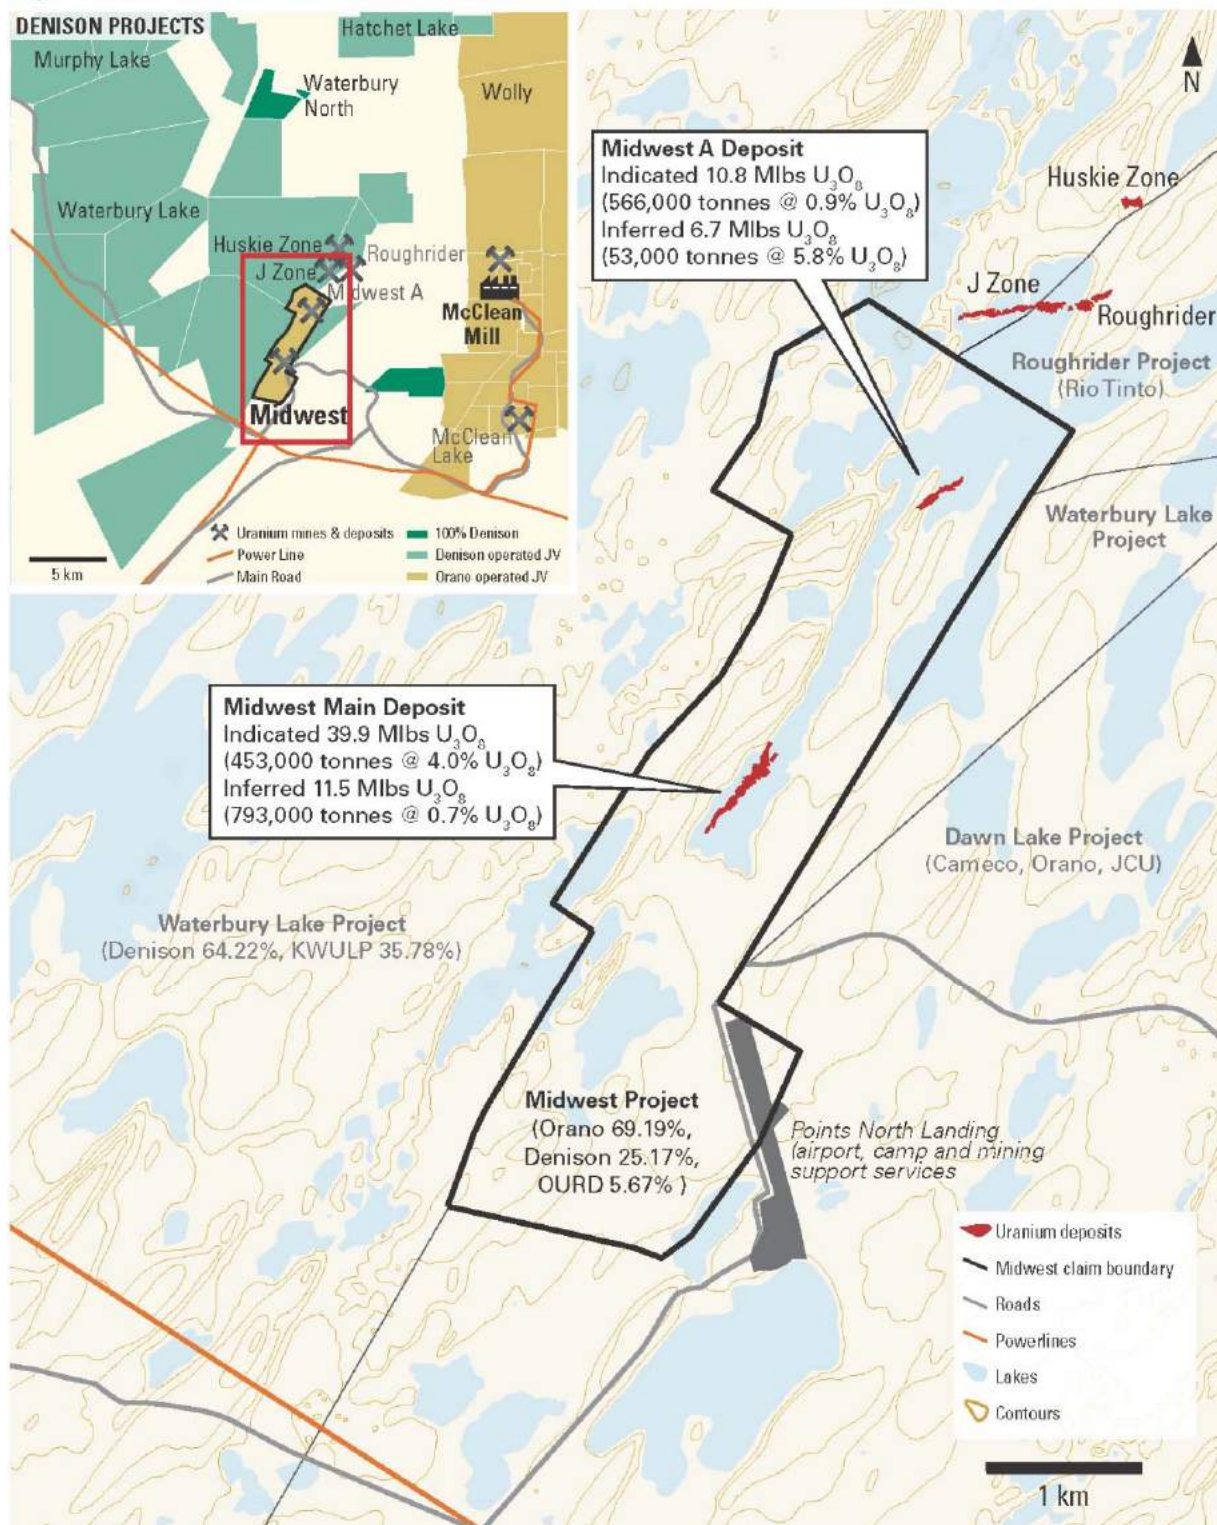 DENISON PROJECTS
Hatchet Lake
Murphy Lake
Waterbury
North
Wolly
Waterbury Lake
Huskie Zone
Roughrider
J Zone
Midwest A
McClean
Mill
Midwest
McClean
Lake
Uranium mines & deposits
Power Line
Main Road
100% Denison
Denison operated JV
Orano operated JV
5 km
N
Midwest A Deposit
Indicated 10.8 Mlbs U₃O₈
(566,000 tonnes @ 0.9% U₃O₈)
Inferred 6.7 Mlbs U₃O₈
(53,000 tonnes @ 5.8% U₃O₈)
Huskie Zone
J Zone
Roughrider
Roughrider Project
(Rio Tinto)
Waterbury Lake
Project
Midwest Main Deposit
Indicated 39.9 Mlbs U₃O₈
(453,000 tonnes @ 4.0% U₃O₈)
Inferred 11.5 Mlbs U₃O₈
(793,000 tonnes @ 0.7% U₃O₈)
Dawn Lake Project
(Cameco, Orano, JCU)
Waterbury Lake Project
(Denison 64.22%, KWULP 35.78%)
Midwest Project
(Orano 69.19%,
Denison 25.17%,
OURD 5.67% )
Points North Landing
(airport, camp and mining
support services
Uranium deposits
Midwest claim boundary
Roads
Powerlines
Lakes
Contours
1 km